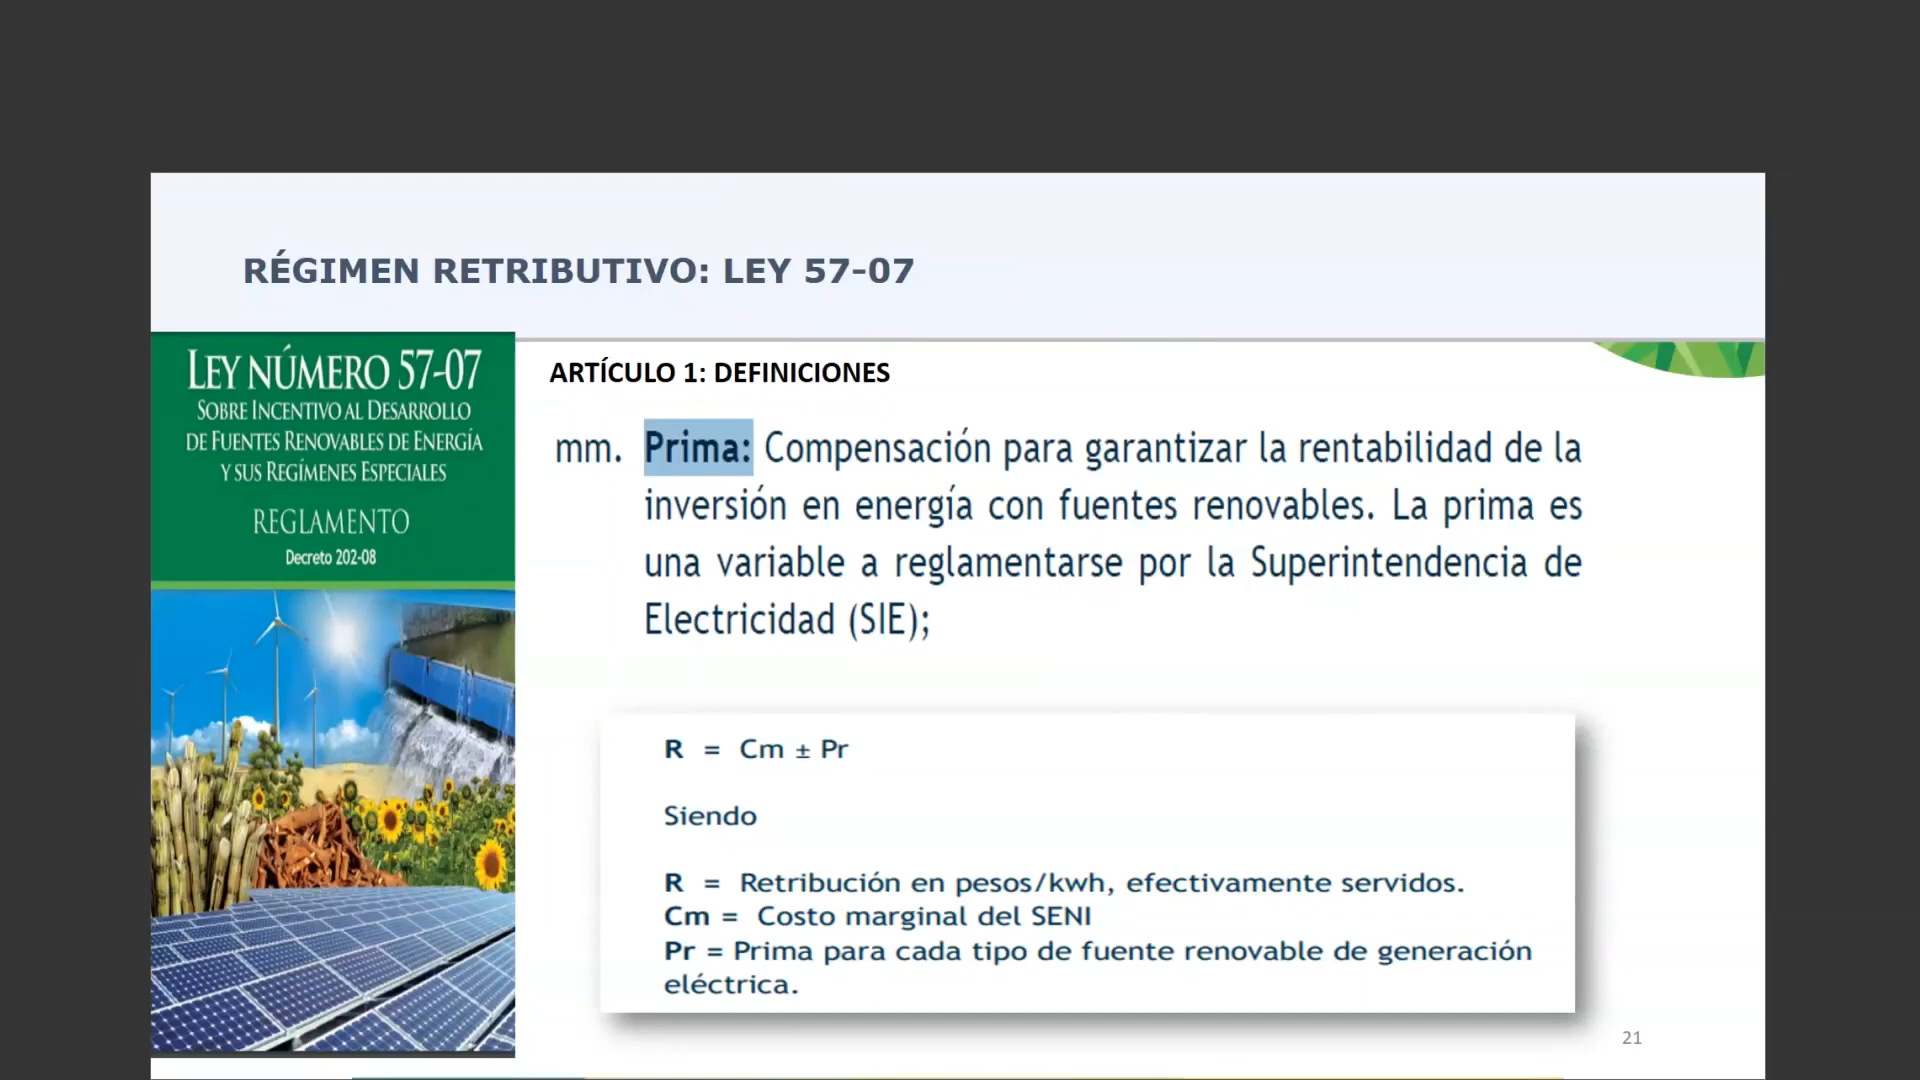 RÉGIMEN RETRIBUTIVO: LEY 57-07
LEY NÚMERO 57-07
SOBRE INCENTIVO AL DESARROLLO
DE FUENTES RENOVABLES DE ENERGÍA
Y SUS REGÍMENES ESPECIALES
REGLAMENTO
Decreto 202-08
ARTÍCULO 1: DEFINICIONES
mm. Prima: Compensación para garantizar la rentabilidad de la
inversión en energía con fuentes renovables. La prima es
una variable a reglamentarse por la Superintendencia de
Electricidad (SIE);
R = Cm ± Pr
Siendo
R = Retribución en pesos/kwh, efectivamente servidos.
Cm = Costo marginal del SENI
Pr = Prima para cada tipo de fuente renovable de generación
eléctrica.
21